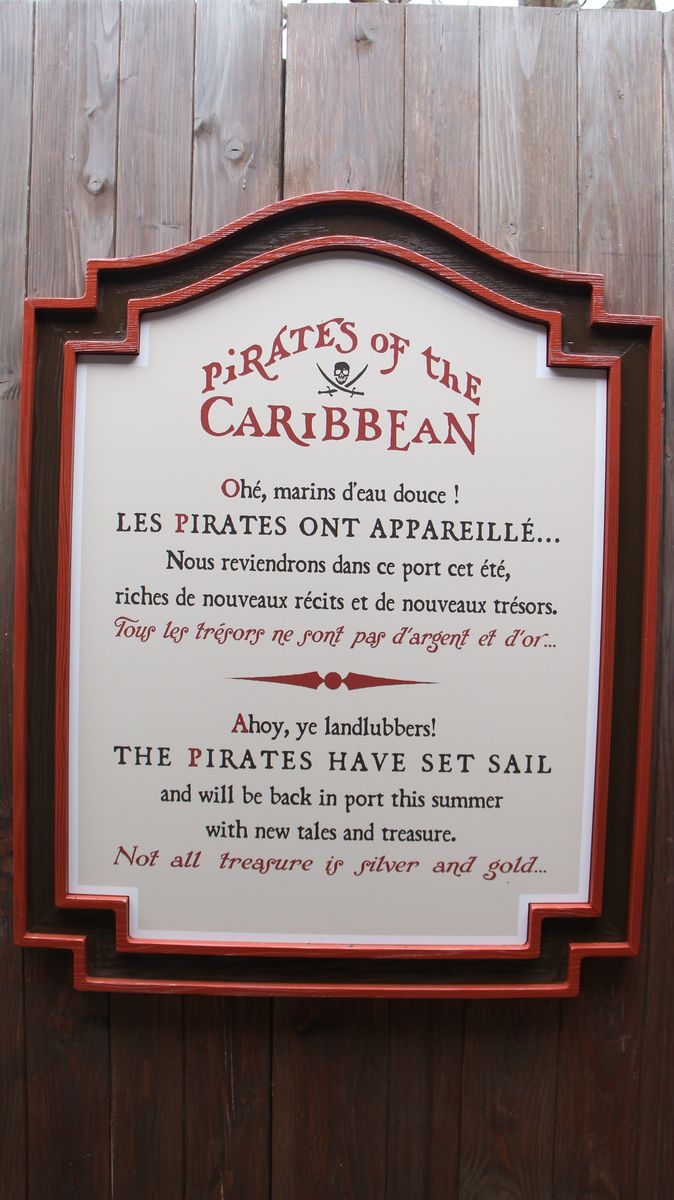 PiRATES OF thE
CARIBBEAN
Ohé, marins d'eau douce !
LES PIRATES ONT APPAREILLÉ...
Nous reviendrons dans ce port cet été,
riches de nouveaux récits et de nouveaux trésors.
Tous les trésors ne sont pas d'argent et d'or...
Ahoy, ye landlubbers!
THE PIRATES HAVE SET SAIL
and will be back in port this summer
with new tales and treasure.
Not all treasure is silver and gold...